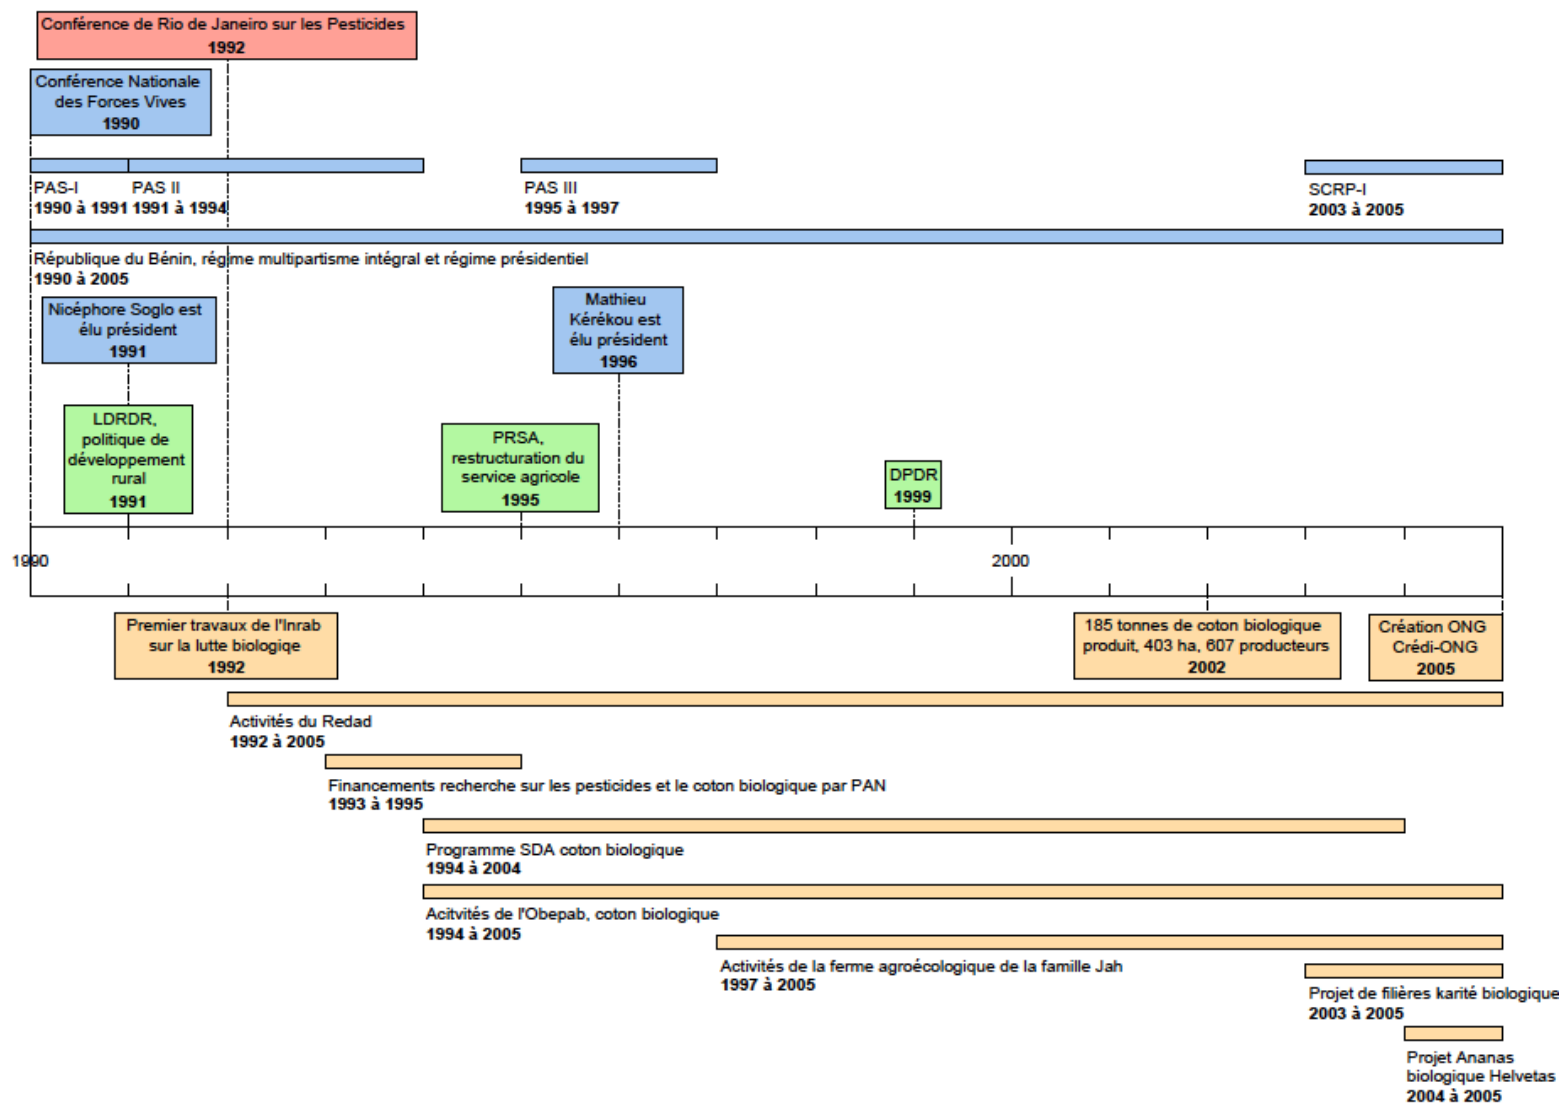 Conférence de Rio de Janeiro sur les Pesticides
1992
Conférence Nationale
des Forces Vives
1990
PAS-I
1990 à 1991
PAS II
1991 à 1994
PAS III
1995 à 1997
SCRP-I
2003 à 2005
République du Bénin, régime multipartisme intégral et régime présidentiel
1990 à 2005
Nicéphore Soglo est
élu président
1991
Mathieu
Kérékou est
élu président
1996
LDRDR,
politique de
développement
rural
1991
PRSA,
restructuration du
service agricole
1995
DPDR
1999
1990
2000
Premier travaux de l'Inrab
sur la lutte biologiqe
1992
185 tonnes de coton biologique
produit, 403 ha, 607 producteurs
2002
Création ONG
Crédi-ONG
2005
Activités du Redad
1992 à 2005
Financements recherche sur les pesticides et le coton biologique par PAN
1993 à 1995
Programme SDA coton biologique
1994 à 2004
Acitvités de l'Obepab, coton biologique
1994 à 2005
Activités de la ferme agroécologique de la famille Jah
1997 à 2005
Projet de filières karité biologique
2003 à 2005
Projet Ananas
biologique Helvetas
2004 à 2005